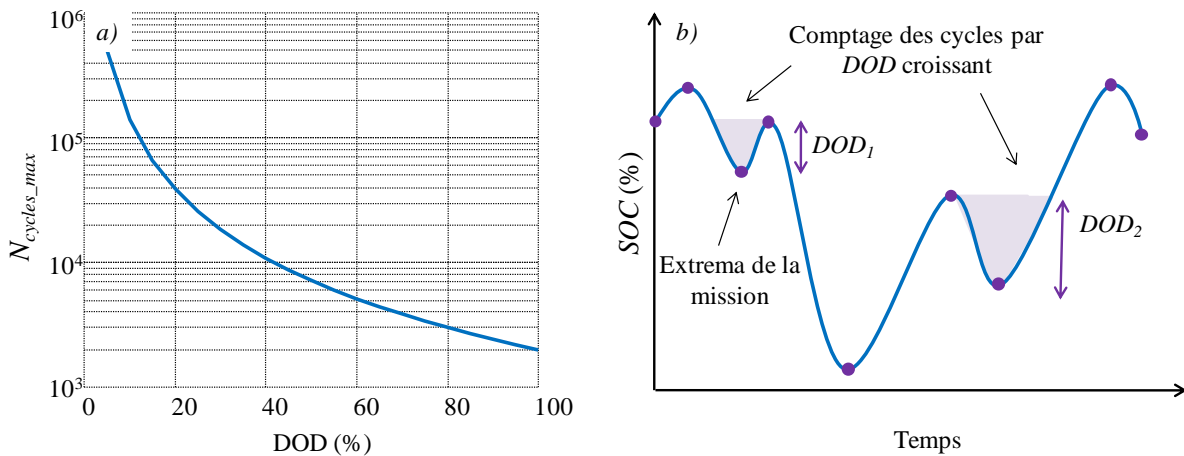 a)
10^6
10^5
10^4
10^3
N_cycles_max
0 20 40 60 80 100
DOD (%)
b)
Comptage des cycles par
DOD croissant
DOD_1
DOD_2
Extrema de la
mission
SOC (%)
Temps